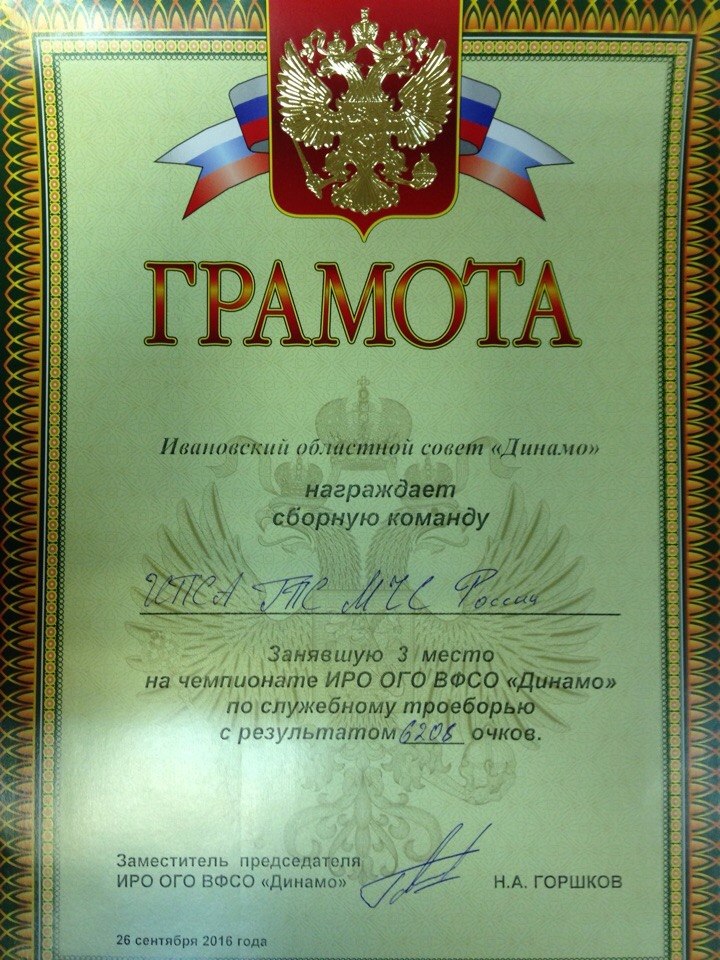 ГРАМОТА
Ивановский областной совет «Динамо»
награждает
сборную команду
ИПСА ГПС МЧС России
Занявшую 3 место
на чемпионате ИРО ОГО ВФСО «Динамо»
по служебному троеборью
с результатом 6208 очков.
Заместитель председателя
ИРО ОГО ВФСО «Динамо»
Н.А. ГОРШКОВ
26 сентября 2016 года